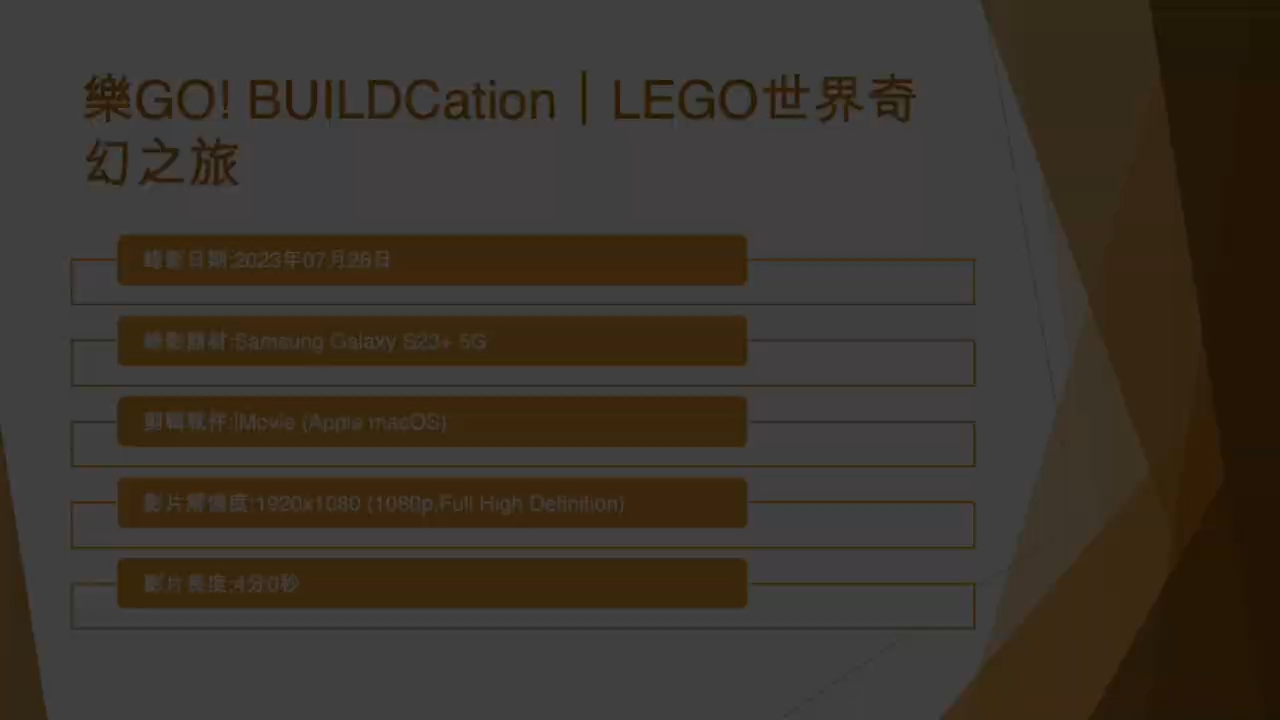 樂GO! BUILDCation｜LEGO世界奇
幻之旅
錄影日期:2023年07月26日
錄影器材:Samsung Galaxy S23+ 5G
剪輯軟件:iMovie (Apple macOS)
影片解像度:1920x1080 (1080p,Full High Definition)
影片長度:4分0秒